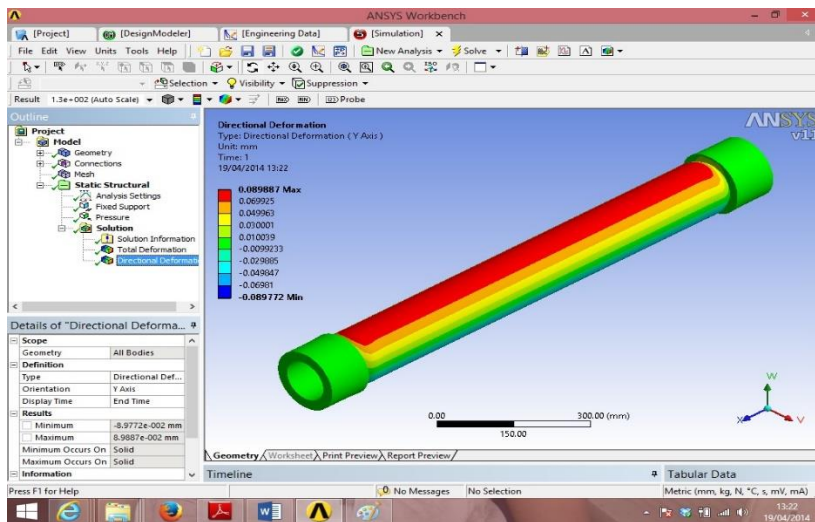 ANSYS Workbench
[Project] [DesignModeler] [Engineering Data] [Simulation]
File Edit View Units Tools Help New Analysis Solve
Selection Visibility Suppression
Result 1.3e+002 (Auto Scale) Probe
Outline
Project
Model
Geometry
Connections
Mesh
Static Structural
Analysis Settings
Fixed Support
Pressure
Solution
Solution Information
Total Deformation
Directional Deformati
Details of "Directional Deforma...
Scope
Geometry All Bodies
Definition
Type Directional Def...
Orientation Y Axis
Display Time End Time
Results
Minimum -8.9772e-002 mm
Maximum 8.9887e-002 mm
Minimum Occurs On Solid
Maximum Occurs On Solid
Information
Directional Deformation
Type: Directional Deformation ( Y Axis )
Unit: mm
Time: 1
19/04/2014 13:22
0.089887 Max
0.069925
0.049963
0.030001
0.010039
-0.0099233
-0.029885
-0.049847
-0.06981
-0.089772 Min
ANSYS
v11
W
X
V
0.00 300.00 (mm)
150.00
Geometry Worksheet Print Preview Report Preview
Timeline Tabular Data
Press F1 for Help No Messages No Selection Metric (mm, kg, N, °C, s, mV, mA)
13:22
19/04/2014